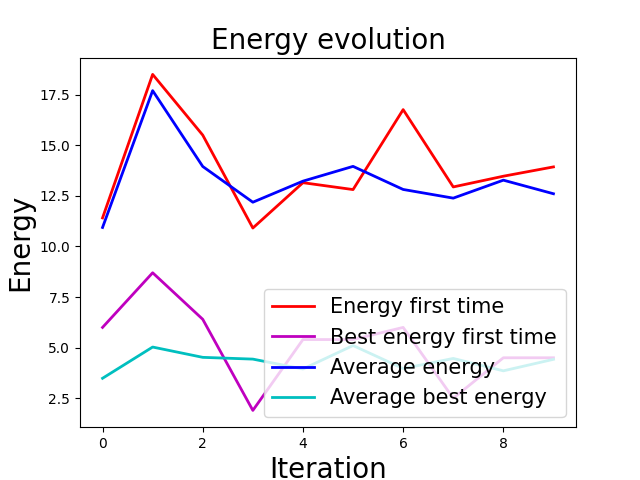 Energy evolution
Energy
17.5
15.0
12.5
10.0
7.5
5.0
2.5
Energy first time
Best energy first time
Average energy
Average best energy
0 2 4 6 8
Iteration